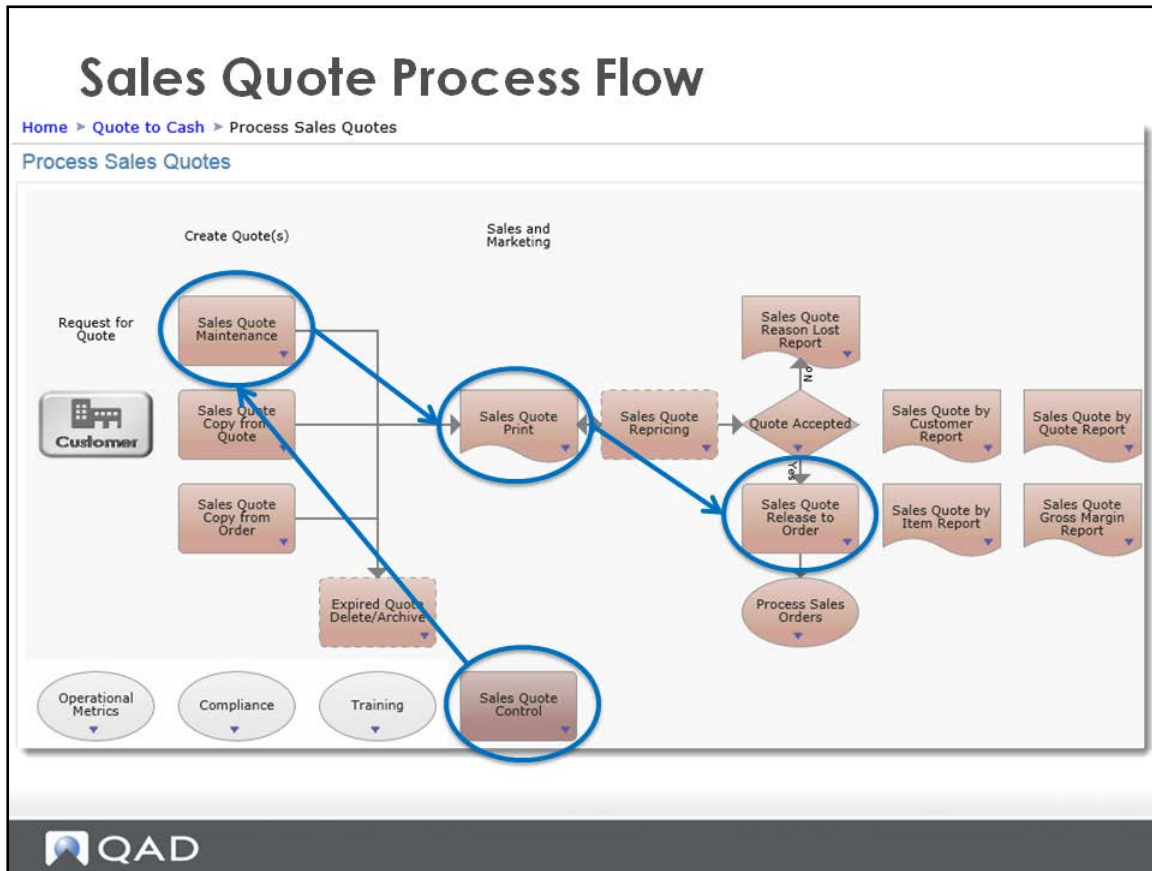 Sales Quote Process Flow
Home ➤ Quote to Cash ➤ Process Sales Quotes
Process Sales Quotes
Create Quote(s)
Sales and
Marketing
Request for
Quote
Sales Quote
Maintenance
Sales Quote
Reason Lost
Report
Customer
Sales Quote
Copy from
Quote
Sales Quote
Print
Sales Quote
Repricing
Quote Accepted
Yes
Sales Quote by
Customer
Report
Sales Quote by
Quote Report
Sales Quote
Copy from
Order
Sales Quote
Release to
Order
Sales Quote by
Item Report
Sales Quote
Gross Margin
Report
Expired Quote
Delete/Archive
Process Sales
Orders
Operational
Metrics
Compliance
Training
Sales Quote
Control
QAD